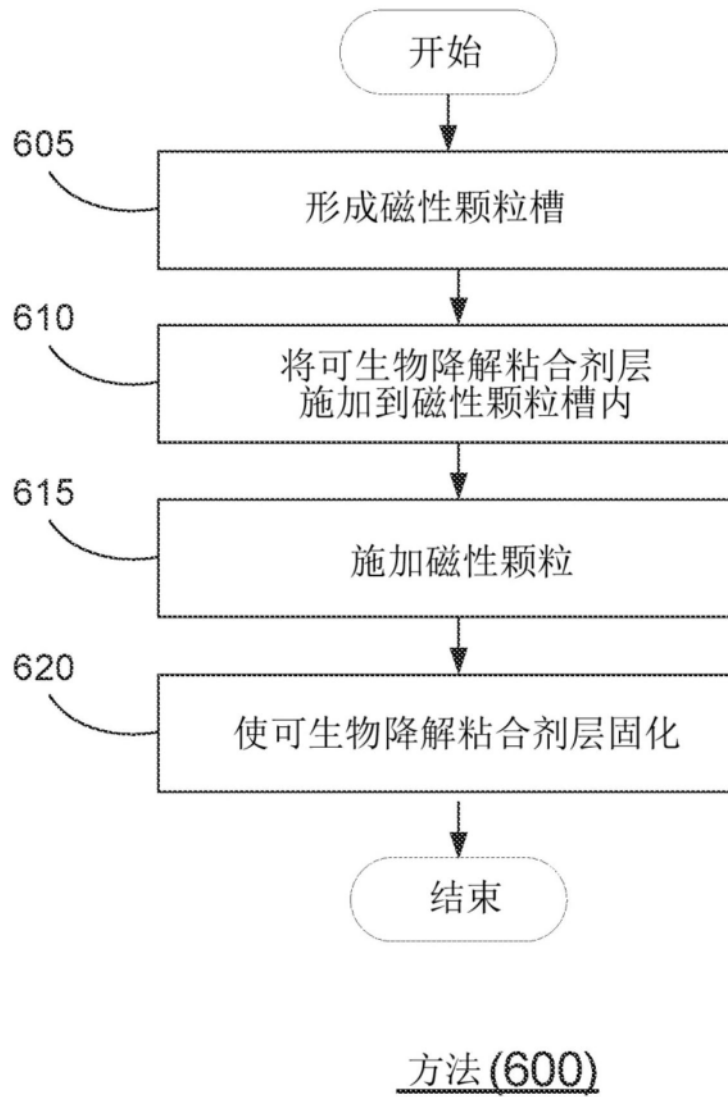 开始
605
形成磁性颗粒槽
610
将可生物降解粘合剂层
施加到磁性颗粒槽内
615
施加磁性颗粒
620
使可生物降解粘合剂层固化
结束
方法(600)